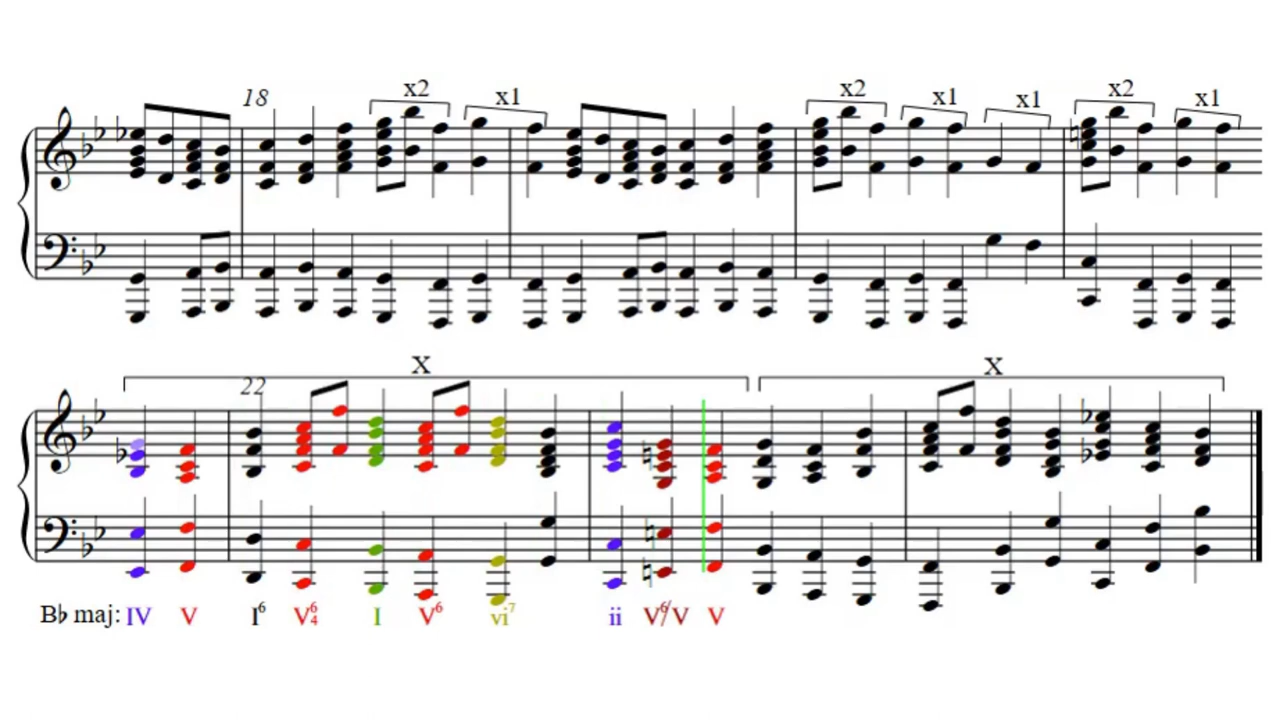 18 x2 x1 x2 x1 x1 x2 x1
X X
22
B♭ maj: IV V I⁶ V⁶₄ I V⁶ vi⁷ ii V⁶/V V